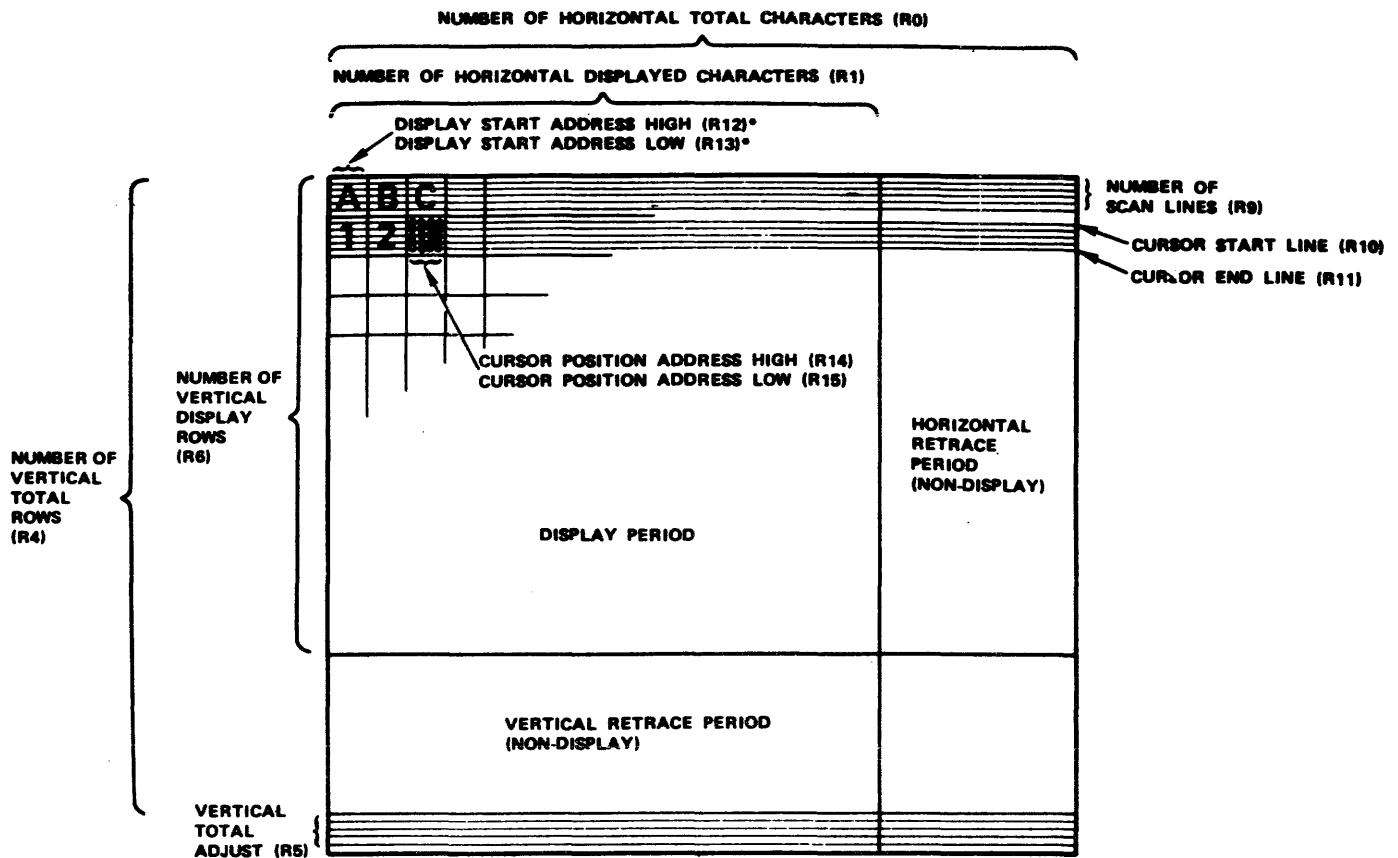 NUMBER OF HORIZONTAL TOTAL CHARACTERS (R0)
NUMBER OF HORIZONTAL DISPLAYED CHARACTERS (R1)
DISPLAY START ADDRESS HIGH (R12)*
DISPLAY START ADDRESS LOW (R13)*
A B C
1 2
NUMBER OF
SCAN LINES (R9)
CURSOR START LINE (R10)
CURSOR END LINE (R11)
CURSOR POSITION ADDRESS HIGH (R14)
CURSOR POSITION ADDRESS LOW (R15)
NUMBER OF
VERTICAL
DISPLAY
ROWS
(R6)
NUMBER OF
VERTICAL
TOTAL
ROWS
(R4)
HORIZONTAL
RETRACE
PERIOD
(NON-DISPLAY)
DISPLAY PERIOD
VERTICAL RETRACE PERIOD
(NON-DISPLAY)
VERTICAL
TOTAL
ADJUST (R5)